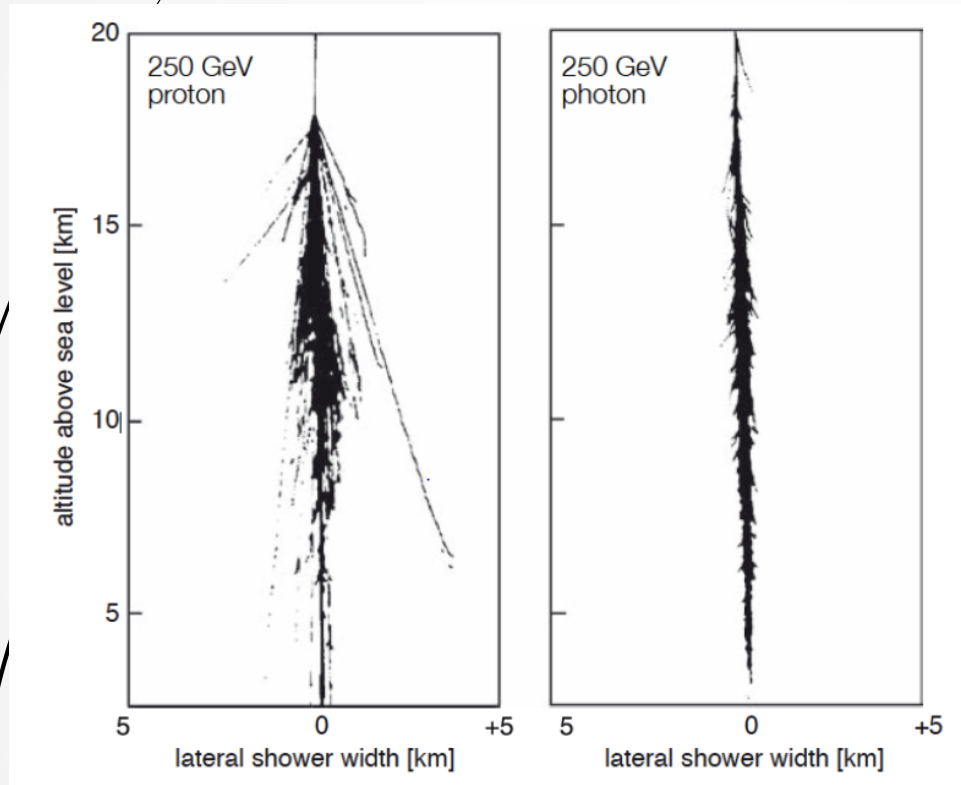 20
250 GeV
proton
15
10
5
altitude above sea level [km]
5 0 +5
lateral shower width [km]
250 GeV
photon
5 0 +5
lateral shower width [km]